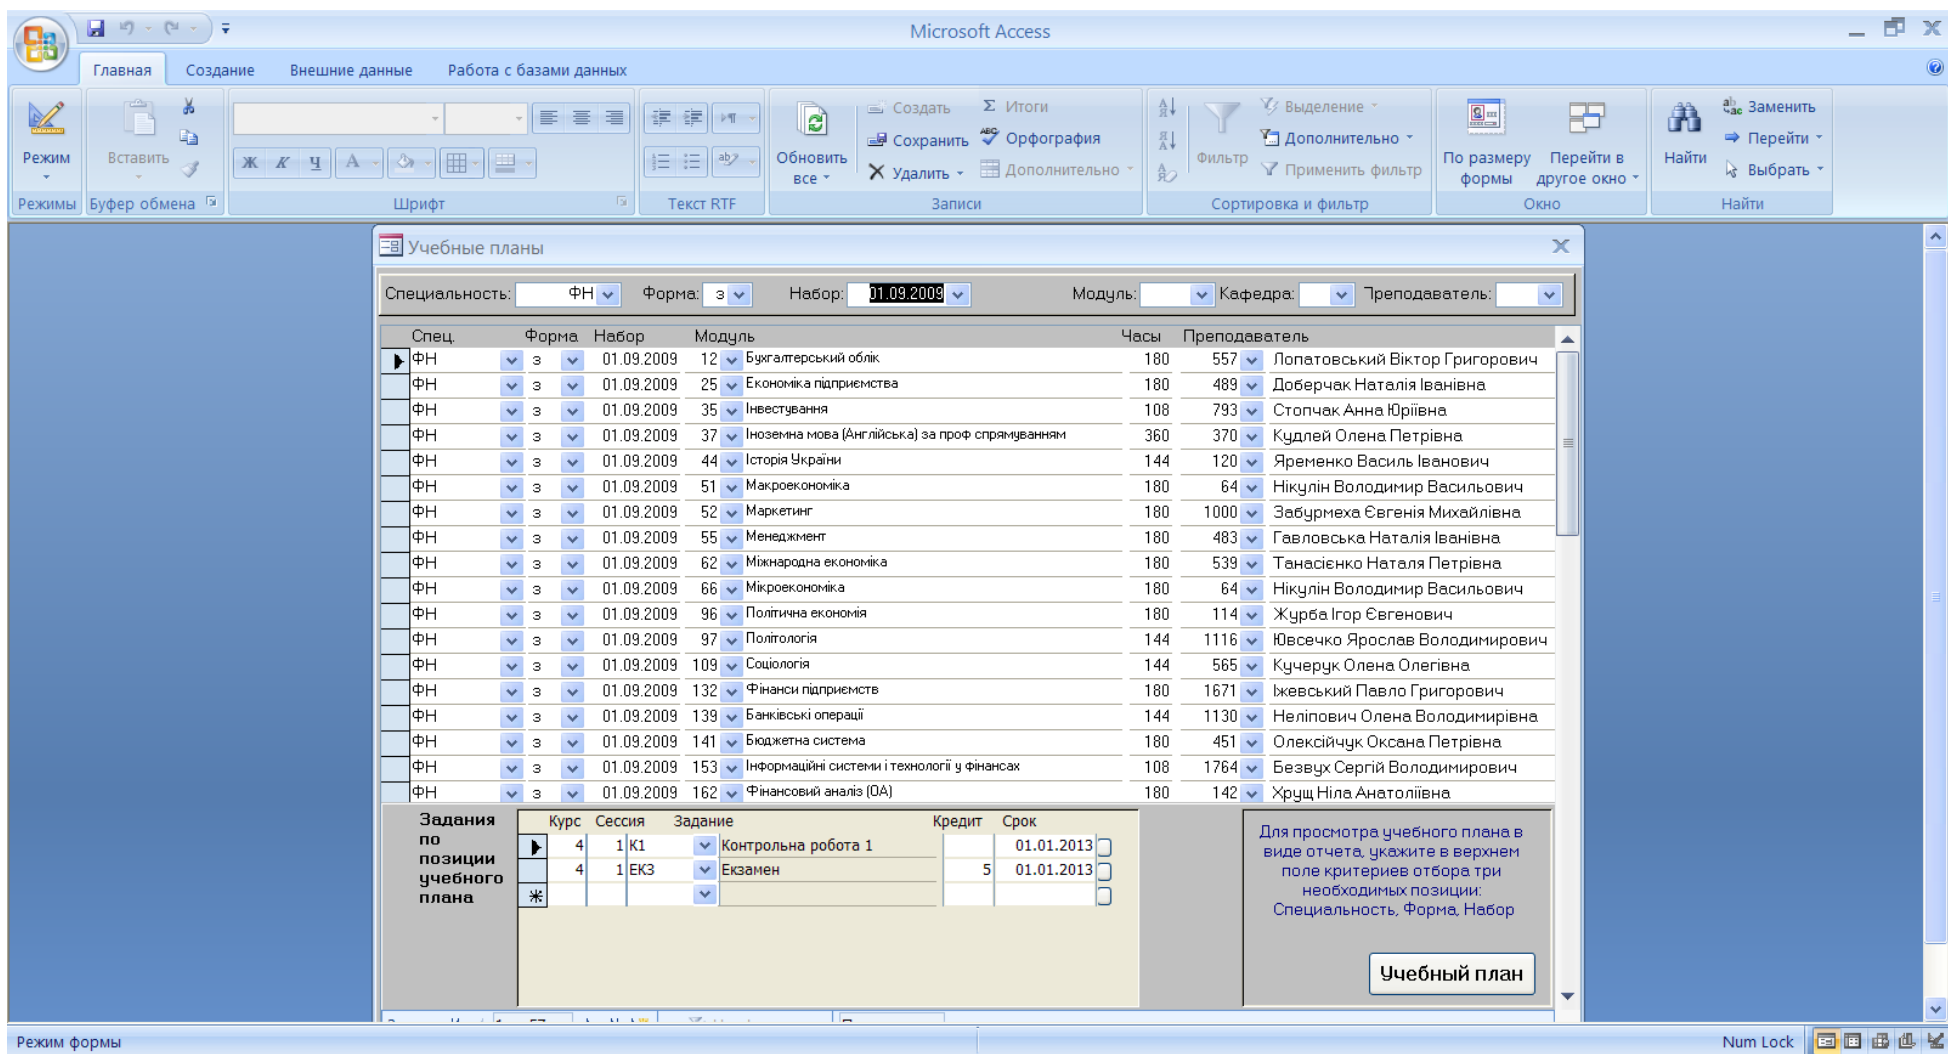 Microsoft Access
Главная Создание Внешние данные Работа с базами данных
Режим
Вставить
Ж К Ч А
Обновить все
Создать
Сохранить
Удалить
Σ Итоги
Орфография
Дополнительно
Фильтр
Выделение
Дополнительно
Применить фильтр
По размеру формы
Перейти в другое окно
Найти
Заменить
Перейти
Выбрать
Режимы Буфер обмена Шрифт Текст RTF Записи Сортировка и фильтр Окно Найти
Учебные планы
Специальность: ФН Форма: з Набор: 01.09.2009 Модуль: Кафедра: Преподаватель:
Спец. Форма Набор Модуль Часы Преподаватель
ФН з 01.09.2009 12 Бухгалтерський облік 180 557 Лопатовський Віктор Григорович
ФН з 01.09.2009 25 Економіка підприємства 180 489 Доберчак Наталія Іванівна
ФН з 01.09.2009 35 Інвестування 108 793 Стопчак Анна Юріївна
ФН з 01.09.2009 37 Іноземна мова (Англійська) за проф спрямуванням 360 370 Кудлей Олена Петрівна
ФН з 01.09.2009 44 Історія України 144 120 Яременко Василь Іванович
ФН з 01.09.2009 51 Макроекономіка 180 64 Нікулін Володимир Васильович
ФН з 01.09.2009 52 Маркетинг 180 1000 Забурмеха Євгенія Михайлівна
ФН з 01.09.2009 55 Менеджмент 180 483 Гавловська Наталія Іванівна
ФН з 01.09.2009 62 Міжнародна економіка 180 539 Танасієнко Наталя Петрівна
ФН з 01.09.2009 66 Мікроекономіка 180 64 Нікулін Володимир Васильович
ФН з 01.09.2009 96 Політична економія 180 114 Журба Ігор Євгенович
ФН з 01.09.2009 97 Політологія 144 1116 Ювсечко Ярослав Володимирович
ФН з 01.09.2009 109 Соціологія 144 565 Кучерук Олена Олегівна
ФН з 01.09.2009 132 Фінанси підприємств 180 1671 Іжевський Павло Григорович
ФН з 01.09.2009 139 Банківські операції 144 1130 Неліпович Олена Володимирівна
ФН з 01.09.2009 141 Бюджетна система 180 451 Олексійчук Оксана Петрівна
ФН з 01.09.2009 153 Інформаційні системи і технології у фінансах 108 1764 Безвух Сергій Володимирович
ФН з 01.09.2009 162 Фінансовий аналіз (ОА) 180 142 Хрущ Ніла Анатоліївна
Задания
по
позиции
учебного
плана
Курс Сессия Задание Кредит Срок
4 1 К1 Контрольна робота 1 01.01.2013
4 1 ЕКЗ Екзамен 5 01.01.2013
Для просмотра учебного плана в
виде отчета, укажите в верхнем
поле критериев отбора три
необходимых позиции:
Специальность, Форма, Набор
Учебный план
Режим формы Num Lock